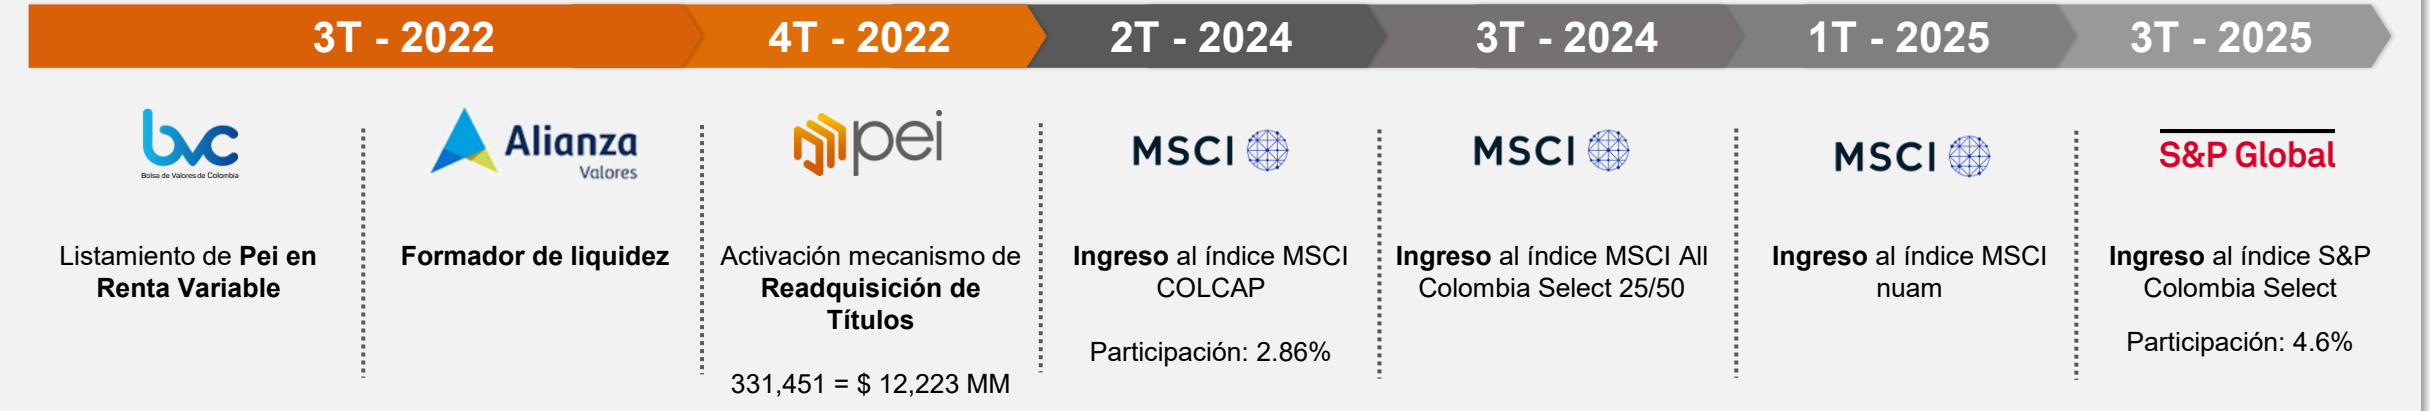 3T - 2022
4T - 2022
2T - 2024
3T - 2024
1T - 2025
3T - 2025
bvc
Bolsa de Valores de Colombia
Listamiento de Pei en
Renta Variable
Alianza
Valores
Formador de liquidez
pei
Activación mecanismo de
Readquisición de
Títulos
331,451 = $ 12,223 MM
MSCI
Ingreso al índice MSCI
COLCAP
Participación: 2.86%
MSCI
Ingreso al índice MSCI All
Colombia Select 25/50
MSCI
Ingreso al índice MSCI
nuam
S&P Global
Ingreso al índice S&P
Colombia Select
Participación: 4.6%